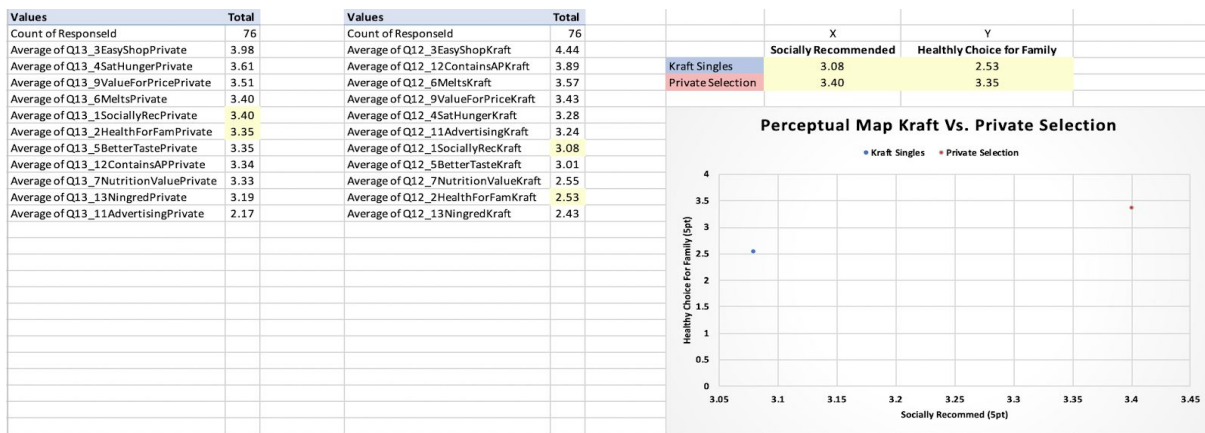 Values Total
Count of ResponseId 76
Average of Q13_3EasyShopPrivate 3.98
Average of Q13_4SatHungerPrivate 3.61
Average of Q13_9ValueForPricePrivate 3.51
Average of Q13_6MeltsPrivate 3.40
Average of Q13_1SociallyRecPrivate 3.40
Average of Q13_2HealthForFamPrivate 3.35
Average of Q13_5BetterTastePrivate 3.35
Average of Q13_12ContainsAPPrivate 3.34
Average of Q13_7NutritionValuePrivate 3.33
Average of Q13_13NingredPrivate 3.19
Average of Q13_11AdvertisingPrivate 2.17
Values Total
Count of ResponseId 76
Average of Q12_3EasyShopKraft 4.44
Average of Q12_12ContainsAPKraft 3.89
Average of Q12_6MeltsKraft 3.57
Average of Q12_9ValueForPriceKraft 3.43
Average of Q12_4SatHungerKraft 3.28
Average of Q12_11AdvertisingKraft 3.24
Average of Q12_1SociallyRecKraft 3.08
Average of Q12_5BetterTasteKraft 3.01
Average of Q12_7NutritionValueKraft 2.55
Average of Q12_2HealthForFamKraft 2.53
Average of Q12_13NingredKraft 2.43
X Y
Socially Recommended Healthly Choice for Family
Kraft Singles 3.08 2.53
Private Selection 3.40 3.35
Perceptual Map Kraft Vs. Private Selection
Kraft Singles Private Selection
Healthy Choice For Family (5pt)
4
3.5
3
2.5
2
1.5
1
0.5
0
3.05 3.1 3.15 3.2 3.25 3.3 3.35 3.4 3.45
Socially Recommed (5pt)